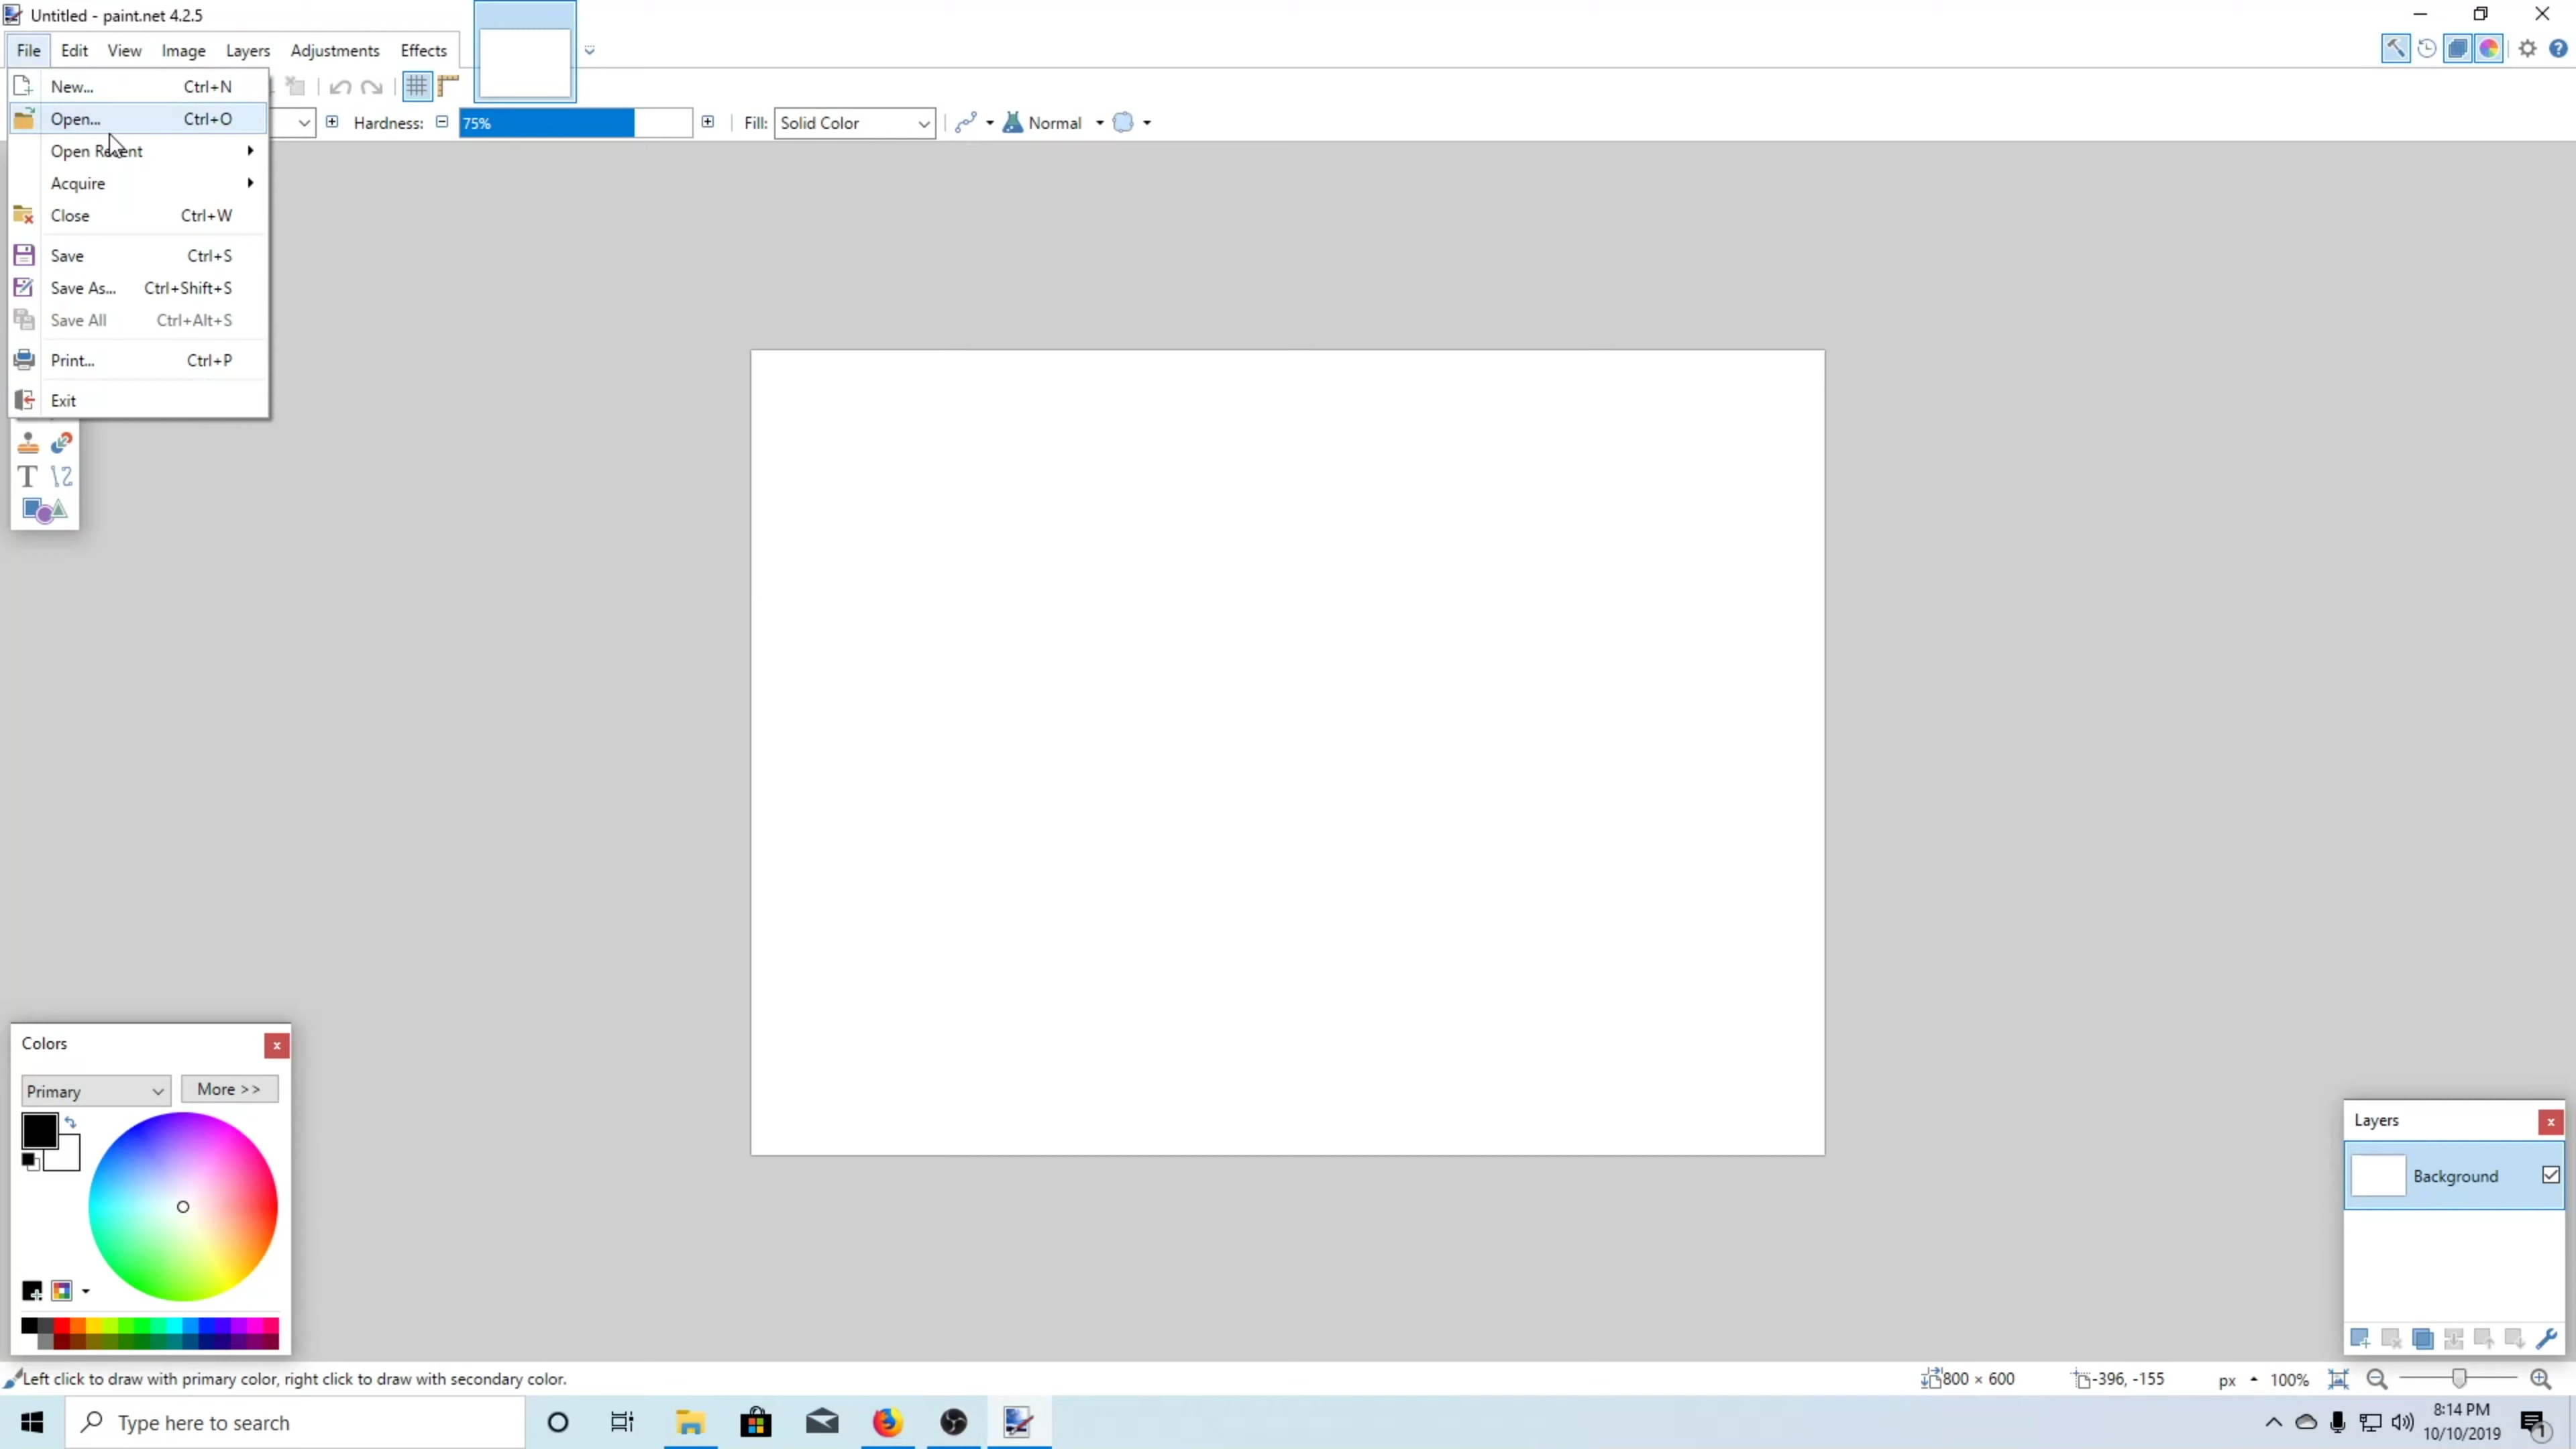 Untitled - paint.net 4.2.5
File Edit View Image Layers Adjustments Effects
New... Ctrl+N
Open... Ctrl+O
Open Recent
Acquire
Close Ctrl+W
Save Ctrl+S
Save As... Ctrl+Shift+S
Save All Ctrl+Alt+S
Print... Ctrl+P
Exit
Hardness: 75% Fill: Solid Color Normal
Colors
Primary More >>
Layers
Background
Left click to draw with primary color, right click to draw with secondary color.
800 × 600 -396, -155 px 100%
Type here to search
8:14 PM
10/10/2019
1